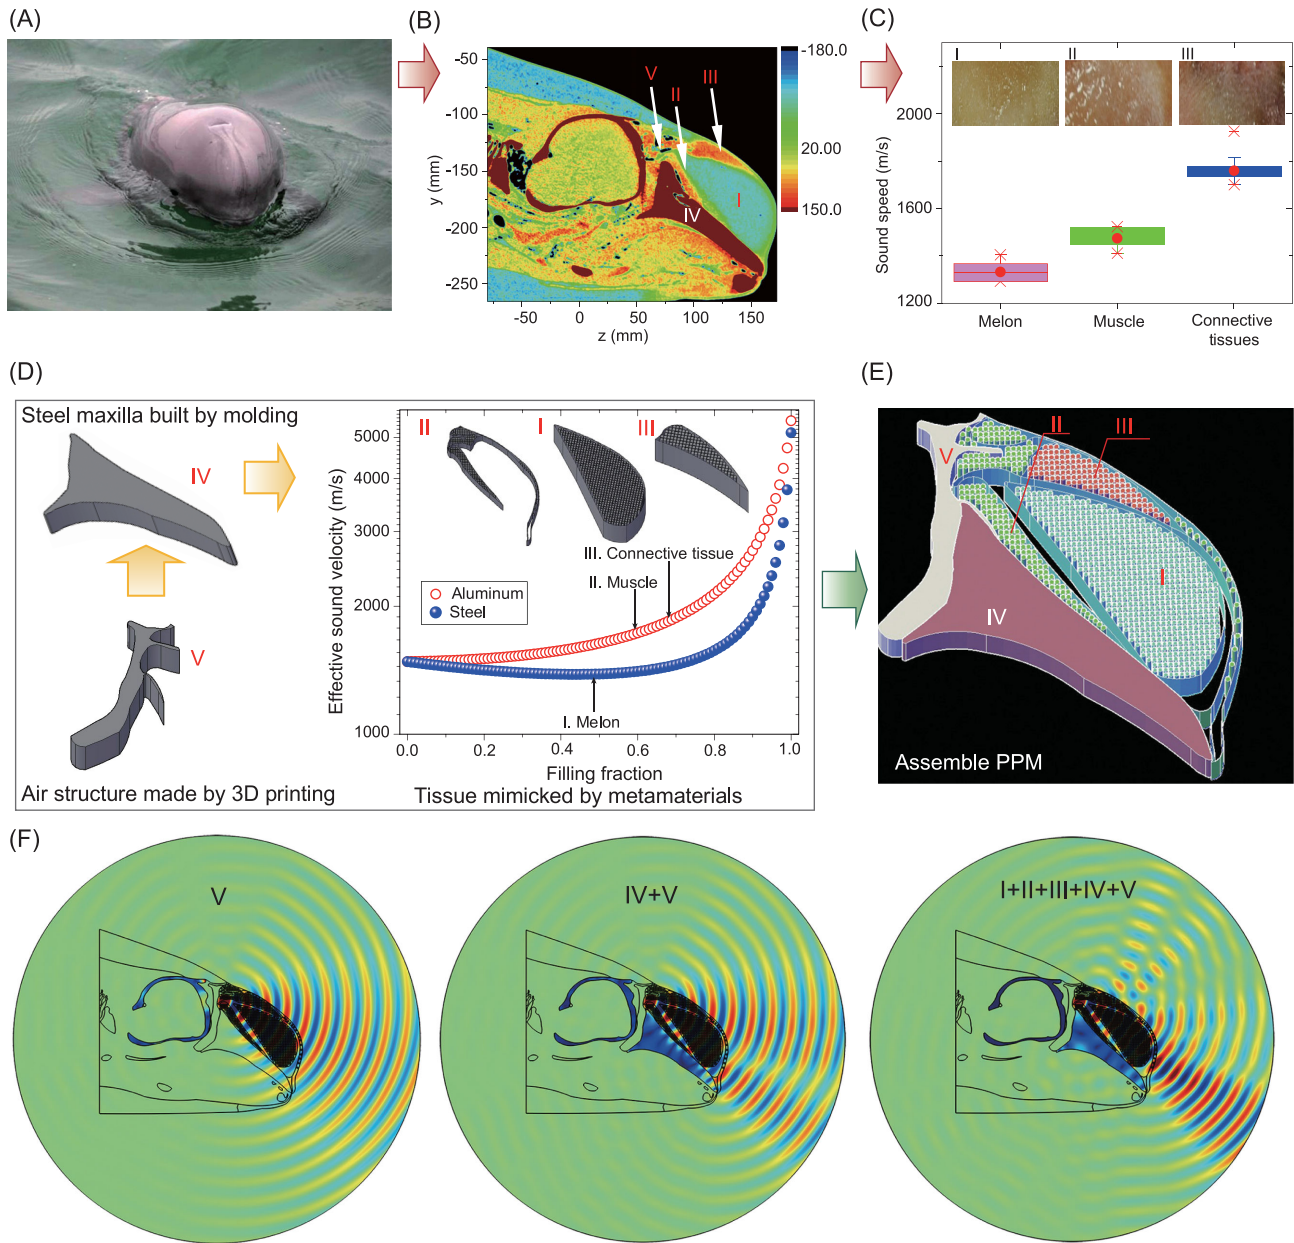 (A)
(B)
-40
-100
-150
-200
-250
y (mm)
-50
0
50
100
150
z (mm)
V
II
III
I
IV
-180.0
20.00
150.0
(C)
I
II
III
2000
1600
1200
Sound speed (m/s)
Melon
Muscle
Connective
tissues
(D)
Steel maxilla built by molding
IV
V
Air structure made by 3D printing
5000
4000
3000
2000
1000
Effective sound velocity (m/s)
II
I
III
III. Connective tissue
II. Muscle
Aluminum
Steel
I. Melon
0.0
0.2
0.4
0.6
0.8
1.0
Filling fraction
Tissue mimicked by metamaterials
(E)
II
III
V
I
IV
Assemble PPM
(F)
V
IV+V
I+II+III+IV+V